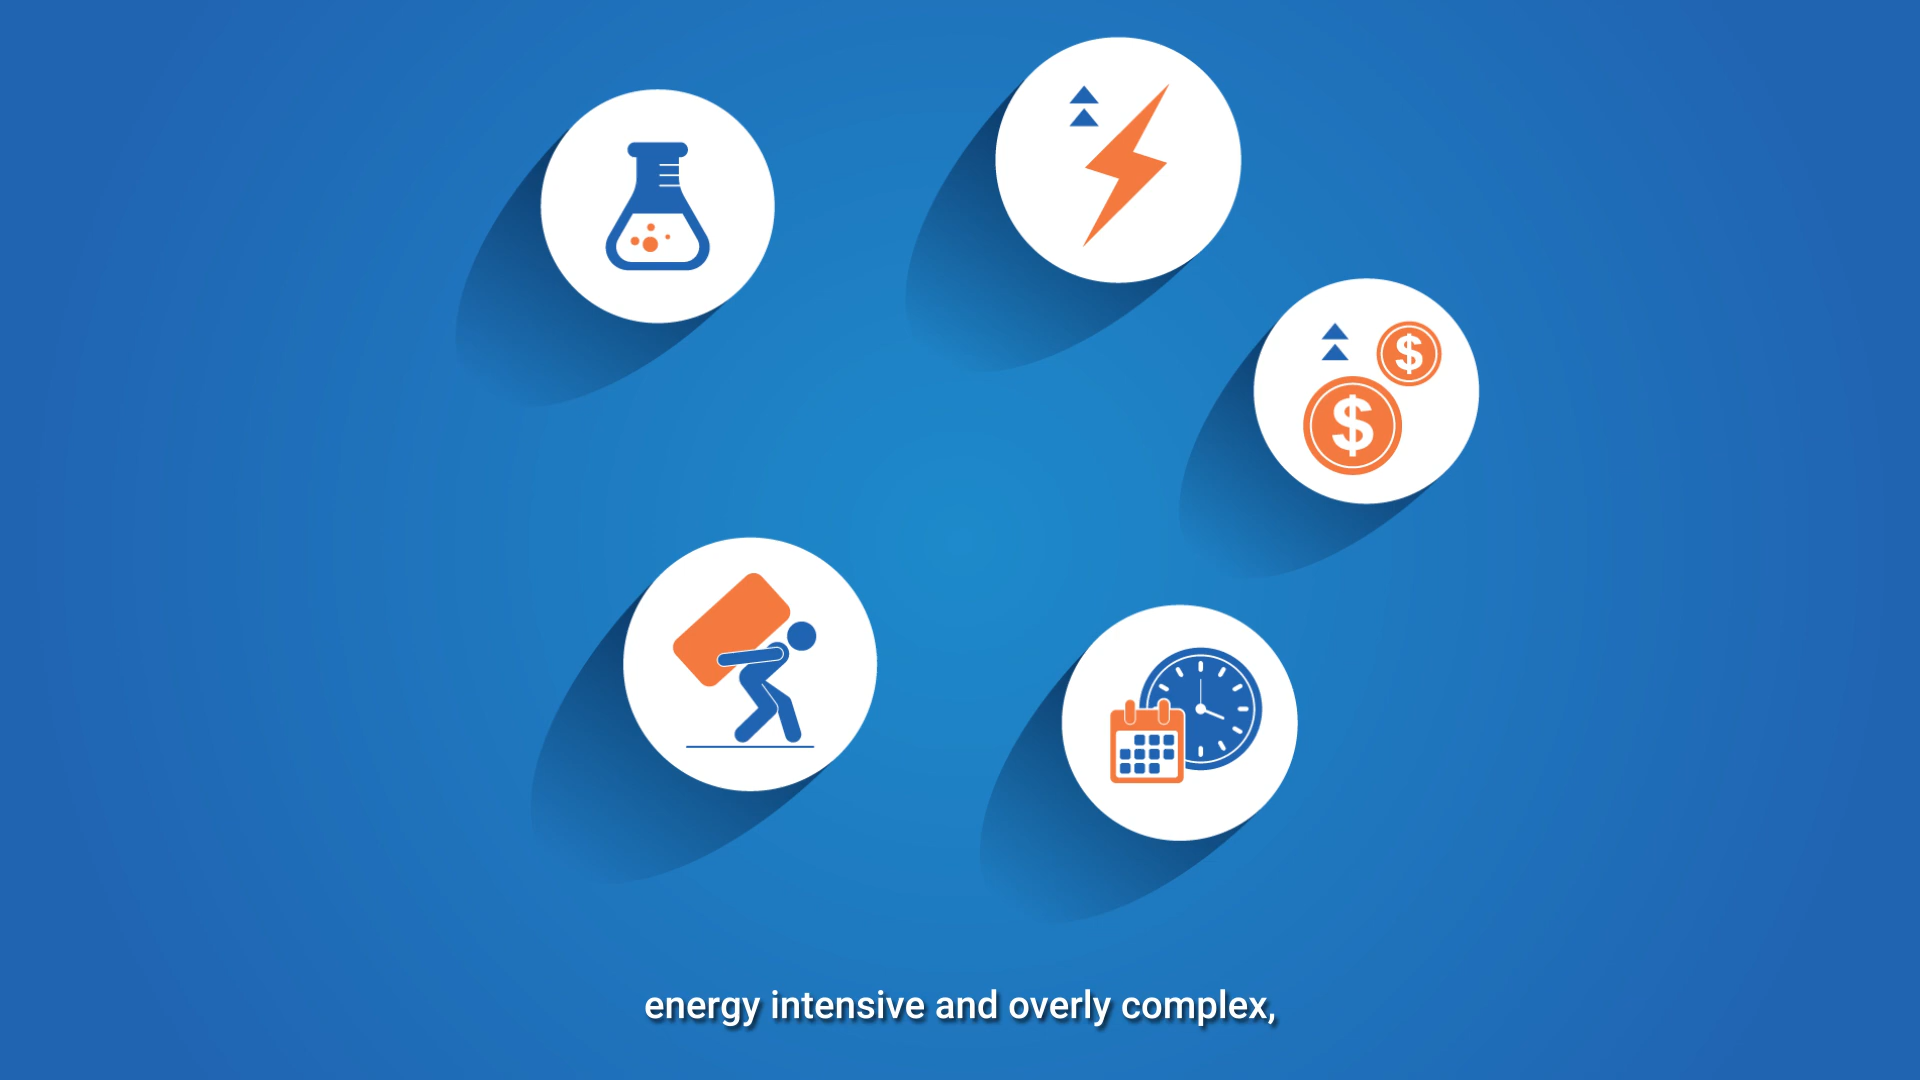 $
$
energy intensive and overly complex,